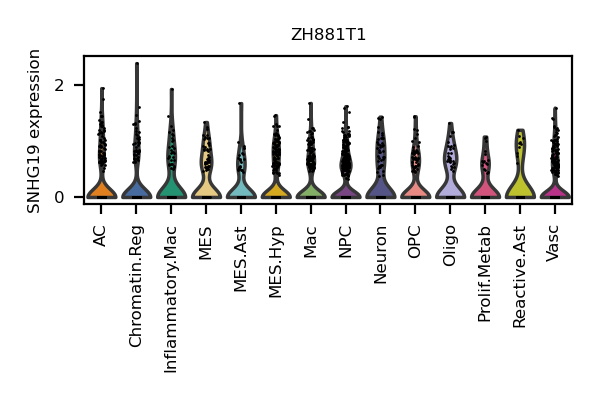 ZH881T1
SNHG19 expression
2
0
AC
Chromatin.Reg
Inflammatory.Mac
MES
MES.Ast
MES.Hyp
Mac
NPC
Neuron
OPC
Oligo
Prolif.Metab
Reactive.Ast
Vasc